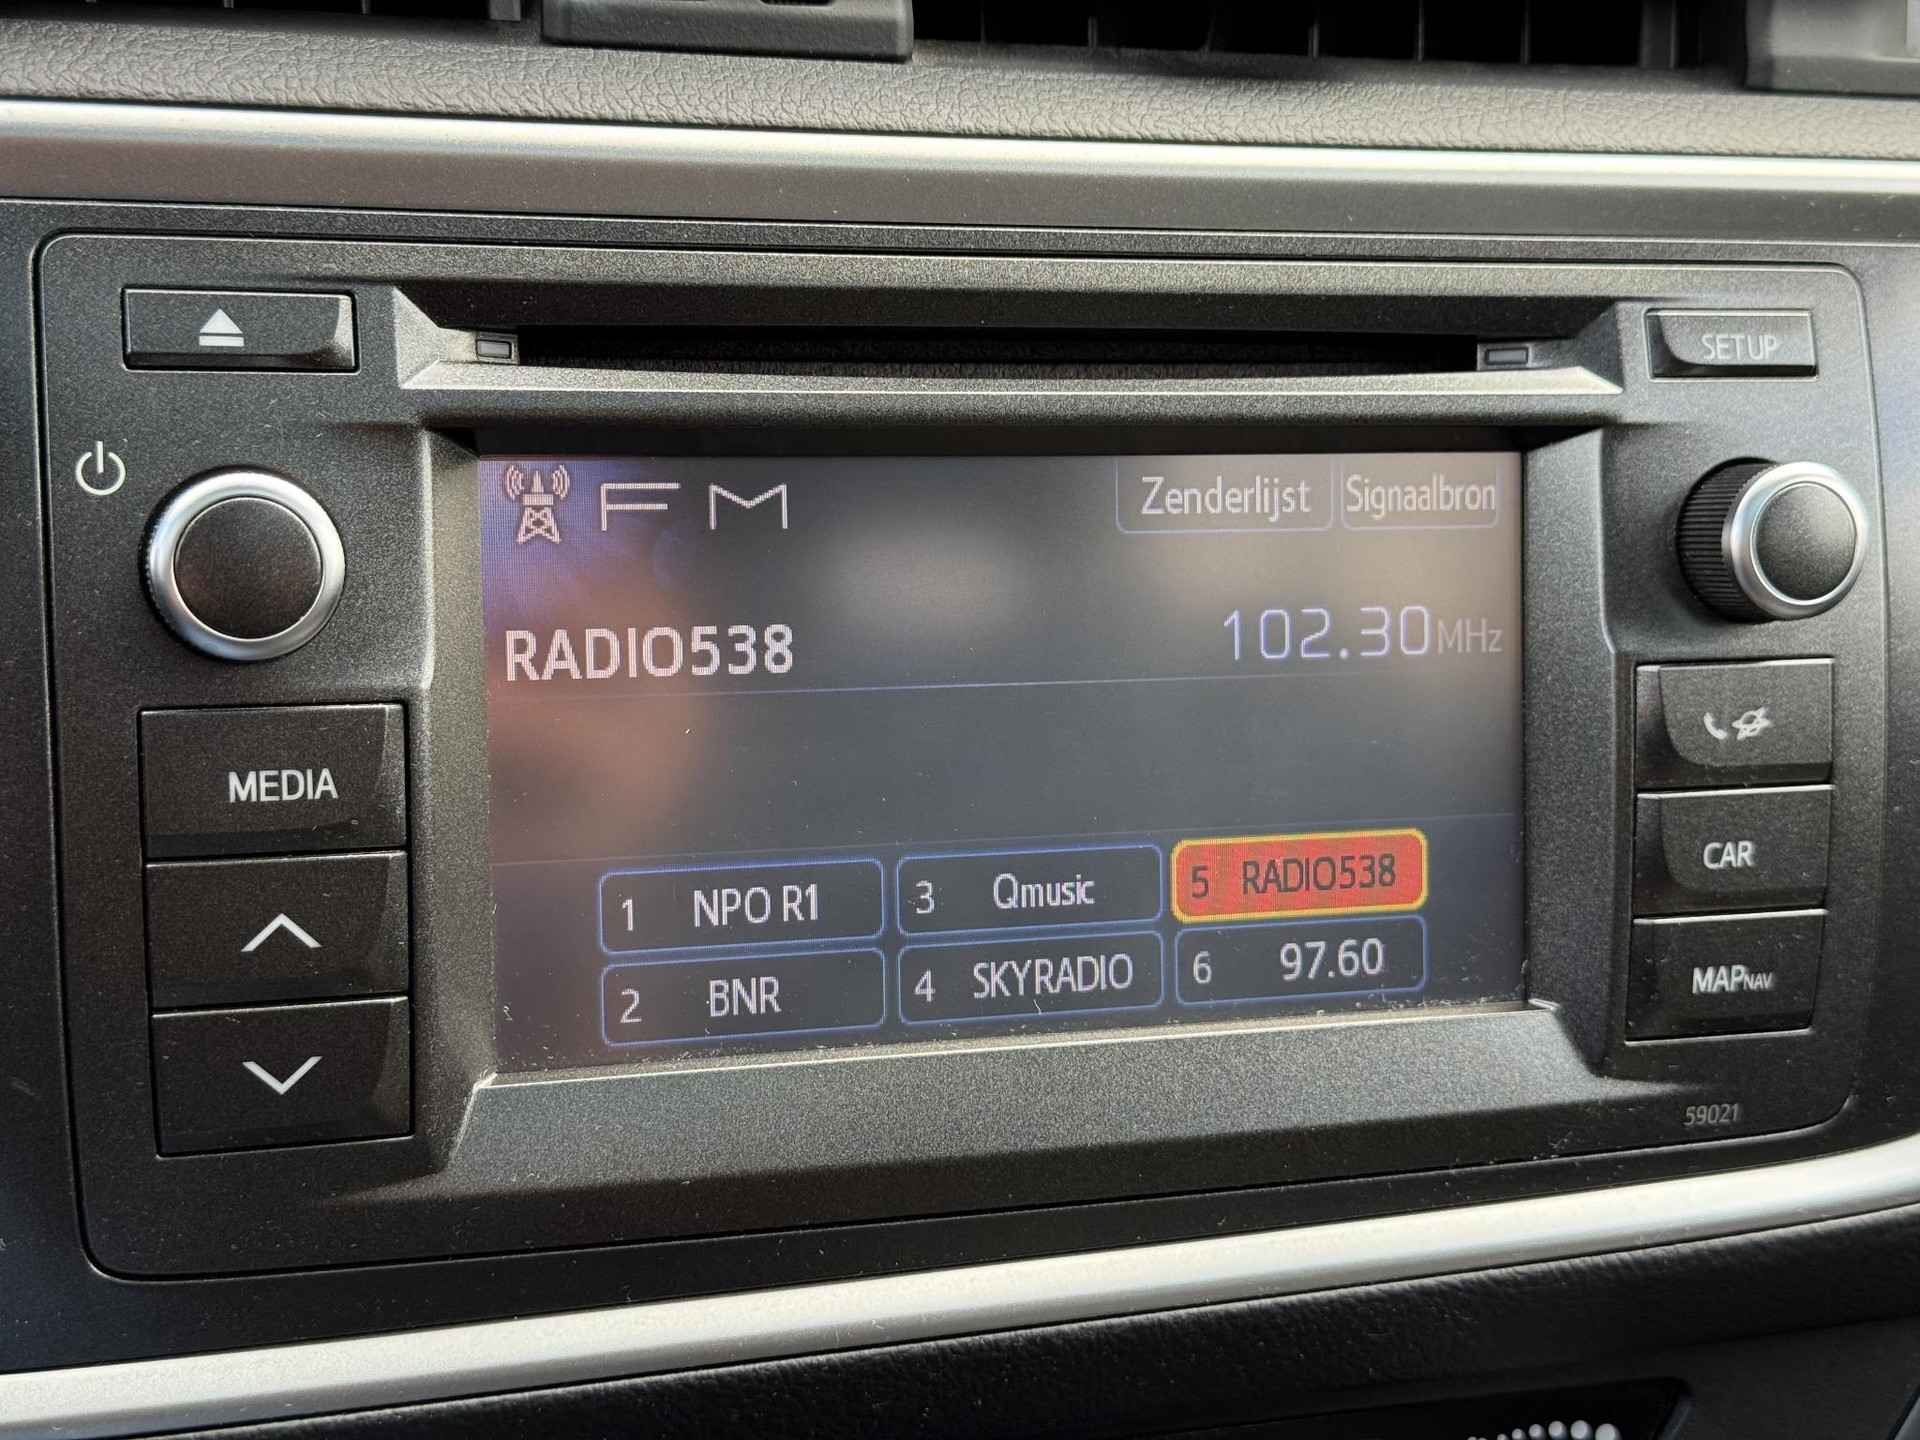 SETUP
FM Zenderlijst Signaalbron
RADIO538 102.30MHz
MEDIA
1 NPO R1 3 Qmusic 5 RADIO538
2 BNR 4 SKYRADIO 6 97.60
CAR
MAPNAV
59021